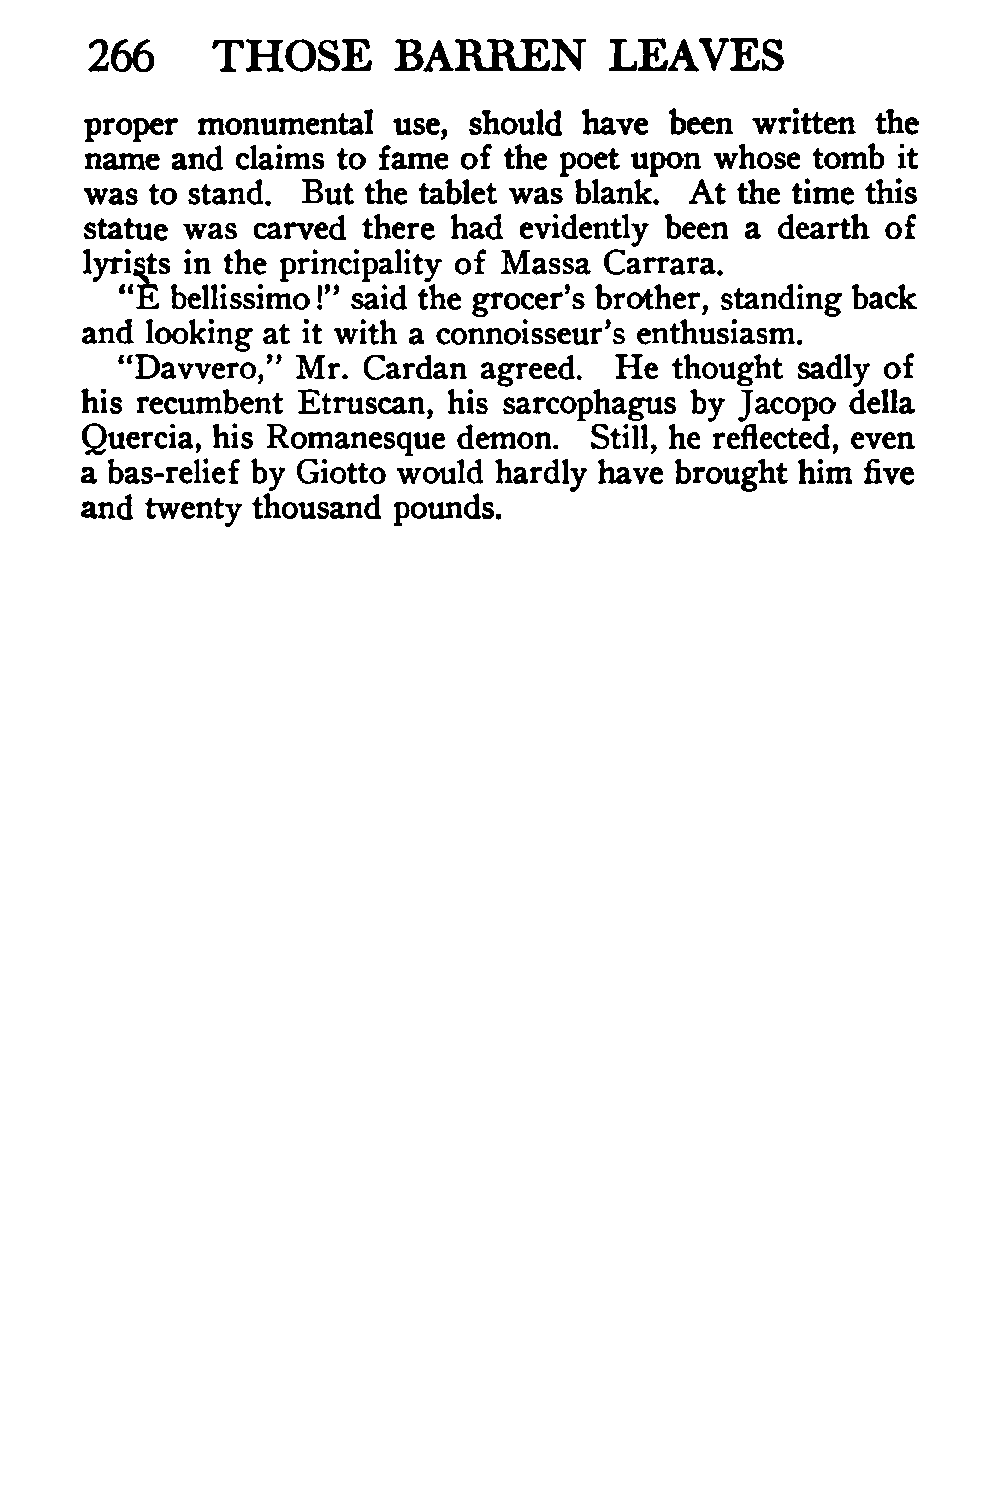 266 THOSE BARREN LEAVES
proper monumental use, should have been written the
name and claims to fame of the poet upon whose tomb it
was to stand. But the tablet was blank. At the time this
statue was carved there had evidently been a dearth of
lyrists in the principality of Massa Carrara.
“È bellissimo!” said the grocer’s brother, standing back
and looking at it with a connoisseur’s enthusiasm.
“Davvero,” Mr. Cardan agreed. He thought sadly of
his recumbent Etruscan, his sarcophagus by Jacopo della
Quercia, his Romanesque demon. Still, he reflected, even
a bas-relief by Giotto would hardly have brought him five
and twenty thousand pounds.